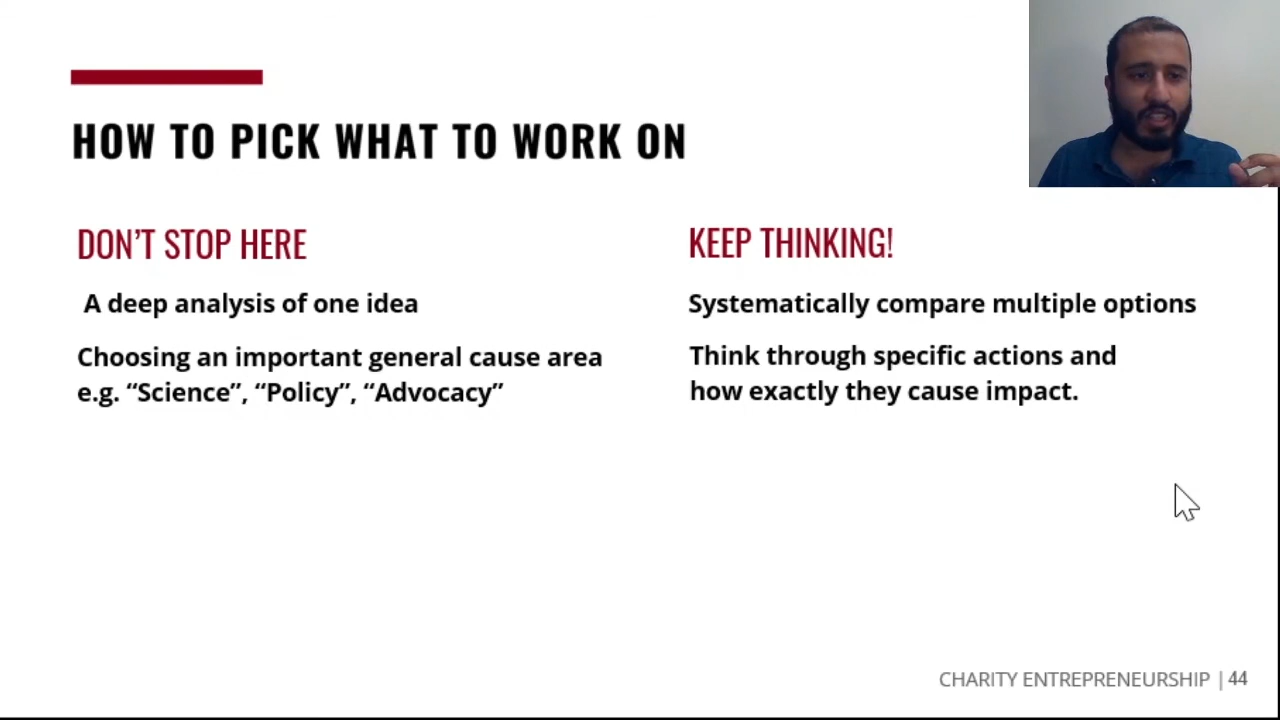 HOW TO PICK WHAT TO WORK ON
DON’T STOP HERE
A deep analysis of one idea
Choosing an important general cause area
e.g. “Science”, “Policy”, “Advocacy”
KEEP THINKING!
Systematically compare multiple options
Think through specific actions and
how exactly they cause impact.
CHARITY ENTREPRENEURSHIP | 44